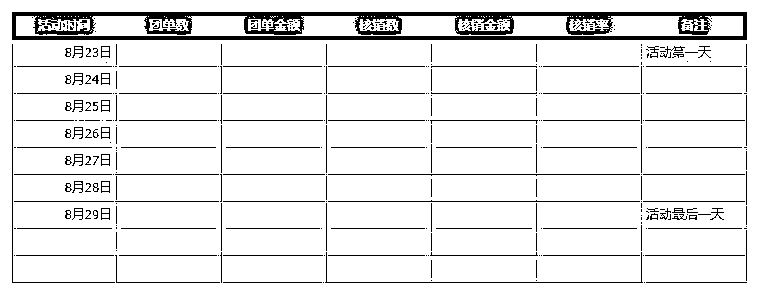 活动时间 团单数 团单金额 核销数 核销金额 核销率 备注
8月23日 活动第一天
8月24日
8月25日
8月26日
8月27日
8月28日
8月29日 活动最后一天